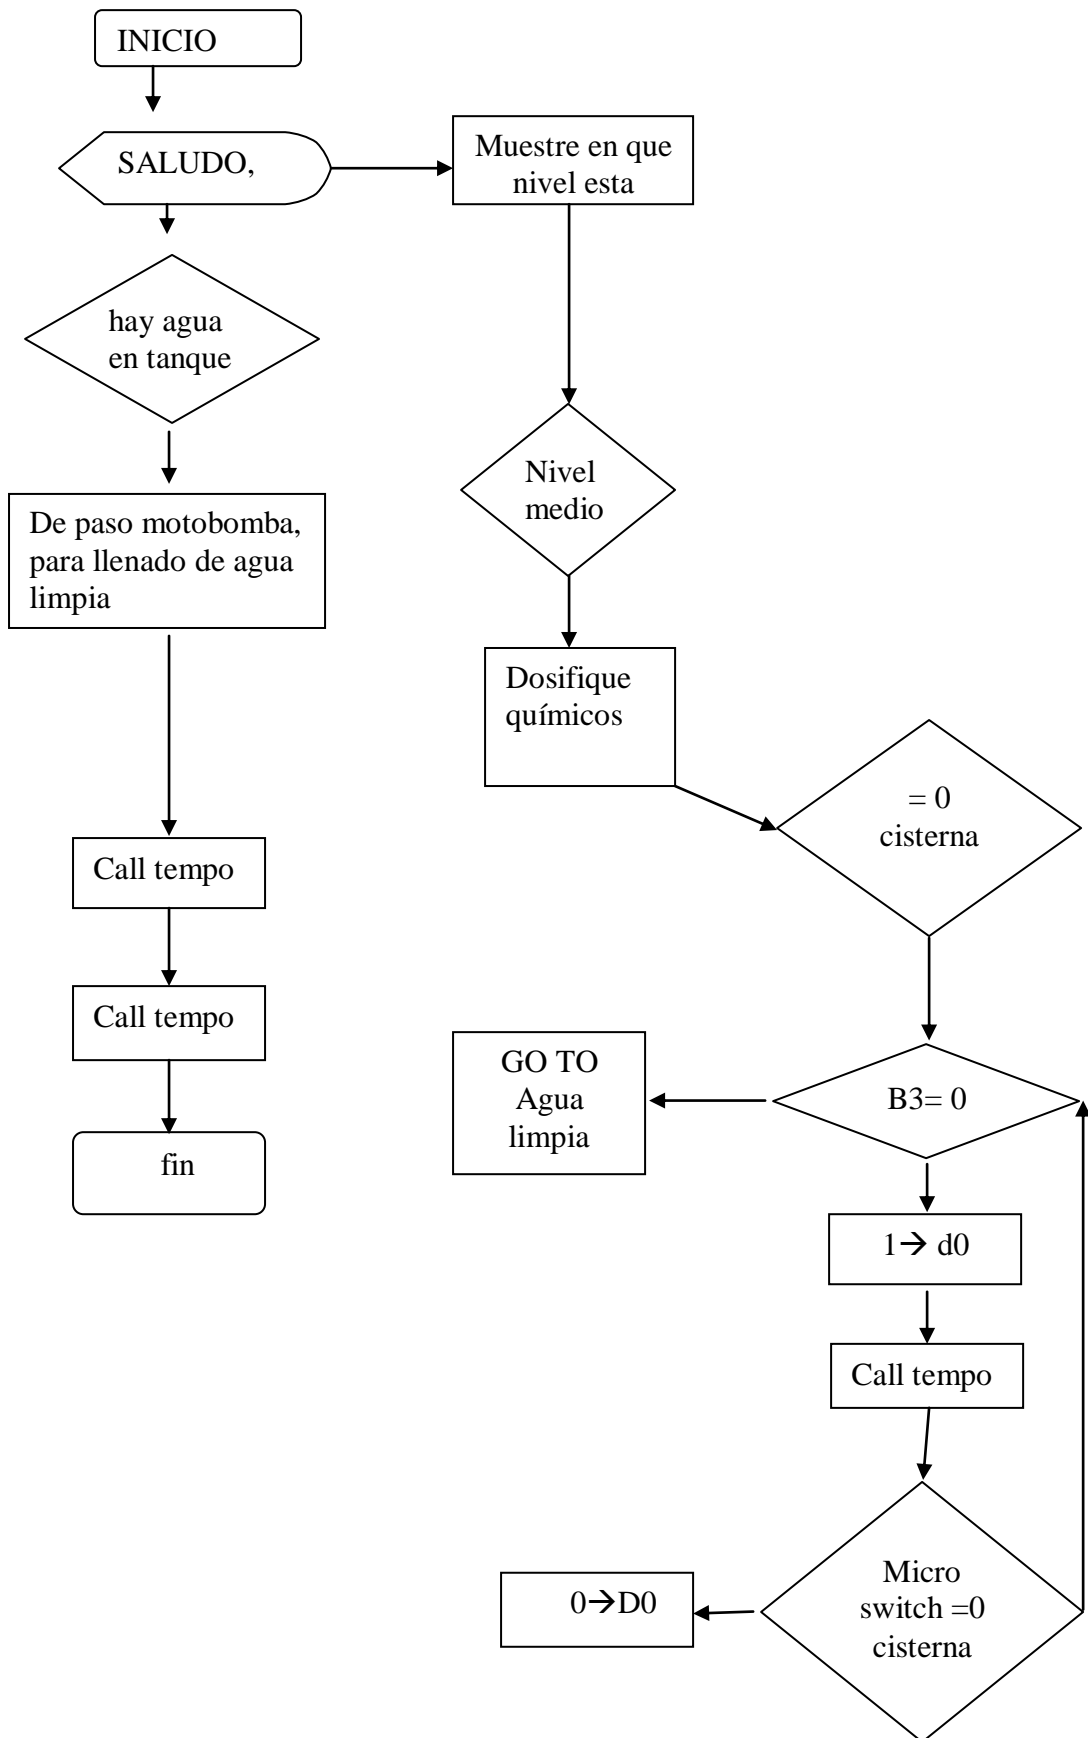 INICIO
SALUDO,
Muestre en que
nivel esta
hay agua
en tanque
Nivel
medio
De paso motobomba,
para llenado de agua
limpia
Dosifique
químicos
= 0
cisterna
Call tempo
Call tempo
fin
GO TO
Agua
limpia
B3= 0
1→ d0
Call tempo
Micro
switch =0
cisterna
0→D0